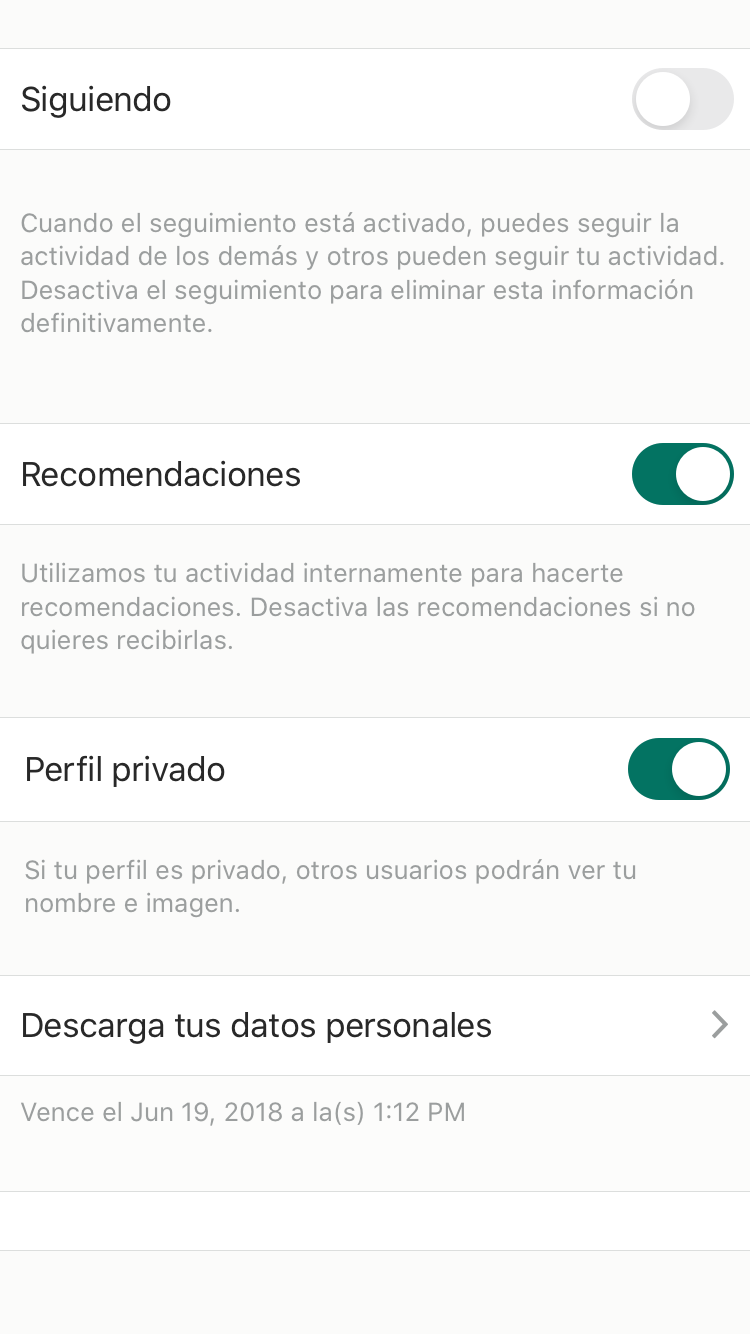 Siguiendo
Cuando el seguimiento está activado, puedes seguir la
actividad de los demás y otros pueden seguir tu actividad.
Desactiva el seguimiento para eliminar esta información
definitivamente.
Recomendaciones
Utilizamos tu actividad internamente para hacerte
recomendaciones. Desactiva las recomendaciones si no
quieres recibirlas.
Perfil privado
Si tu perfil es privado, otros usuarios podrán ver tu
nombre e imagen.
Descarga tus datos personales
Vence el Jun 19, 2018 a la(s) 1:12 PM